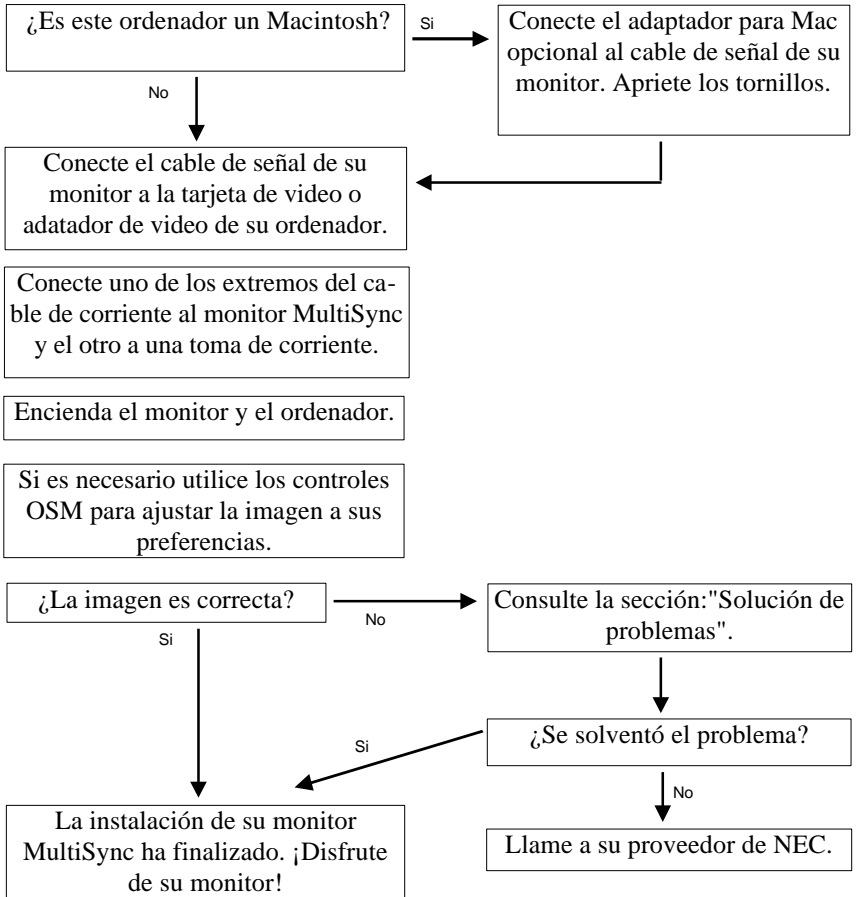 ¿Es este ordenador un Macintosh?
Si
Conecte el adaptador para Mac
opcional al cable de señal de su
monitor. Apriete los tornillos.
No
Conecte el cable de señal de su
monitor a la tarjeta de video o
adatador de video de su ordenador.
Conecte uno de los extremos del ca-
ble de corriente al monitor MultiSync
y el otro a una toma de corriente.
Encienda el monitor y el ordenador.
Si es necesario utilice los controles
OSM para ajustar la imagen a sus
preferencias.
¿La imagen es correcta?
No
Consulte la sección:"Solución de
problemas".
Si
¿Se solventó el problema?
Si
No
La instalación de su monitor
MultiSync ha finalizado. ¡Disfrute
de su monitor!
Llame a su proveedor de NEC.